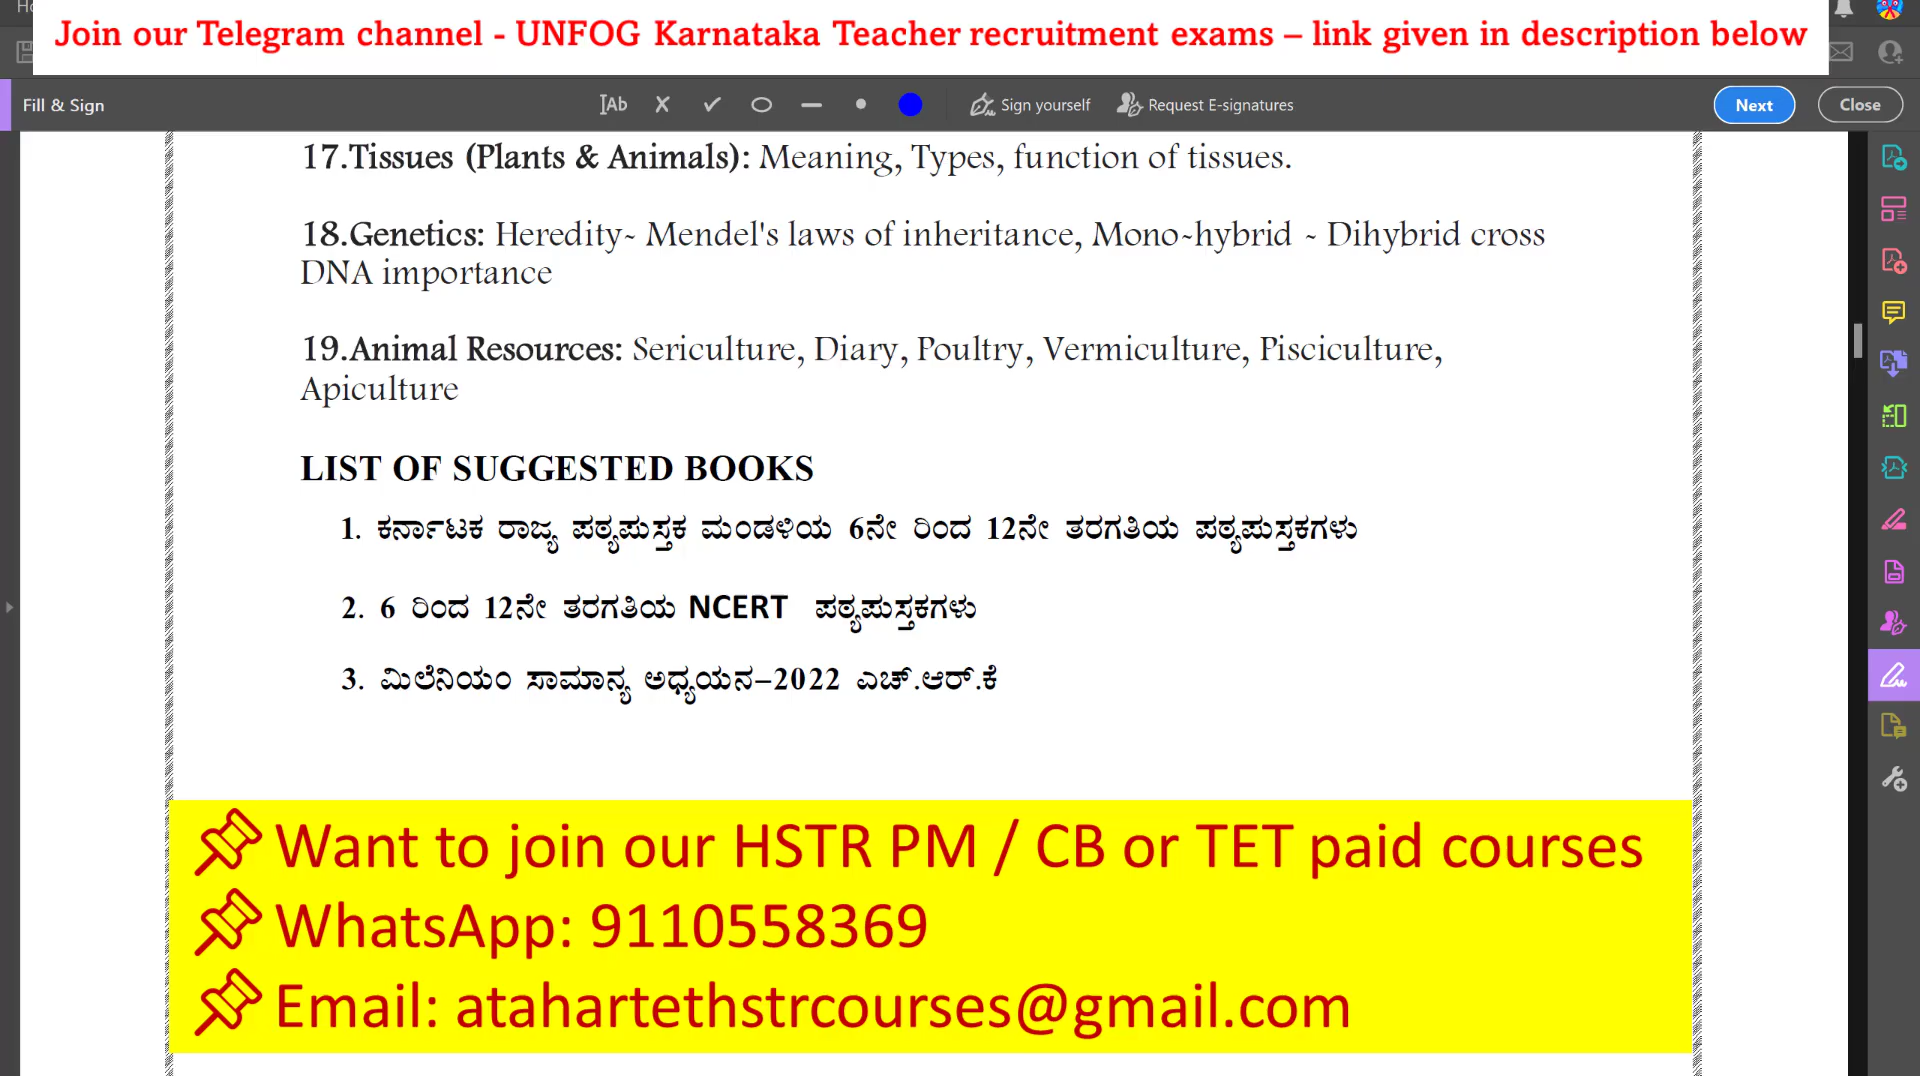 Join our Telegram channel - UNFOG Karnataka Teacher recruitment exams – link given in description below
Fill & Sign
Sign yourself
Request E-signatures
Next
Close
17.Tissues (Plants & Animals): Meaning, Types, function of tissues.
18.Genetics: Heredity- Mendel's laws of inheritance, Mono-hybrid - Dihybrid cross
DNA importance
19.Animal Resources: Sericulture, Diary, Poultry, Vermiculture, Pisciculture,
Apiculture
LIST OF SUGGESTED BOOKS
1. ಕರ್ನಾಟಕ ರಾಜ್ಯ ಪಠ್ಯಪುಸ್ತಕ ಮಂಡಳಿಯ 6ನೇ ರಿಂದ 12ನೇ ತರಗತಿಯ ಪಠ್ಯಪುಸ್ತಕಗಳು
2. 6 ರಿಂದ 12ನೇ ತರಗತಿಯ NCERT ಪಠ್ಯಪುಸ್ತಕಗಳು
3. ಮಿಲೆನಿಯಂ ಸಾಮಾನ್ಯ ಅಧ್ಯಯನ-2022 ಎಚ್.ಆರ್.ಕೆ
Want to join our HSTR PM / CB or TET paid courses
WhatsApp: 9110558369
Email: atahartethstrcourses@gmail.com